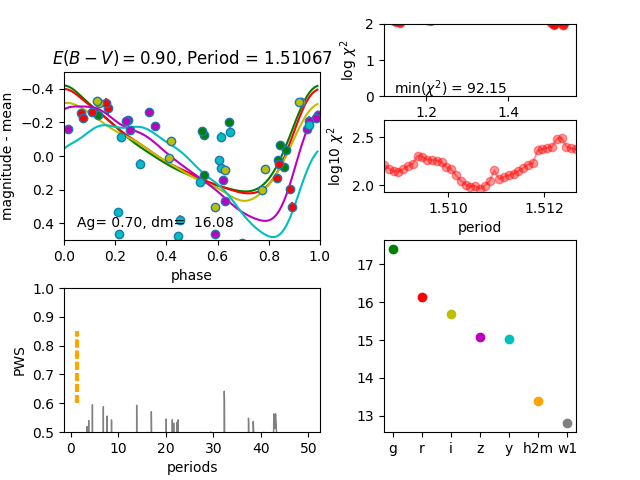 E(B − V) = 0.90, Period = 1.51067
magnitude - mean
−0.4
−0.2
0.0
0.2
0.4
Ag= 0.70, dm=  16.08
0.0 0.2 0.4 0.6 0.8 1.0
phase
log χ²
2
1
0
min(χ²) = 92.15
1.2 1.4
log10 χ²
2.5
2.0
1.510 1.512
period
PWS
1.0
0.9
0.8
0.7
0.6
0.5
0 10 20 30 40 50
periods
17
16
15
14
13
g r i z y h2m w1